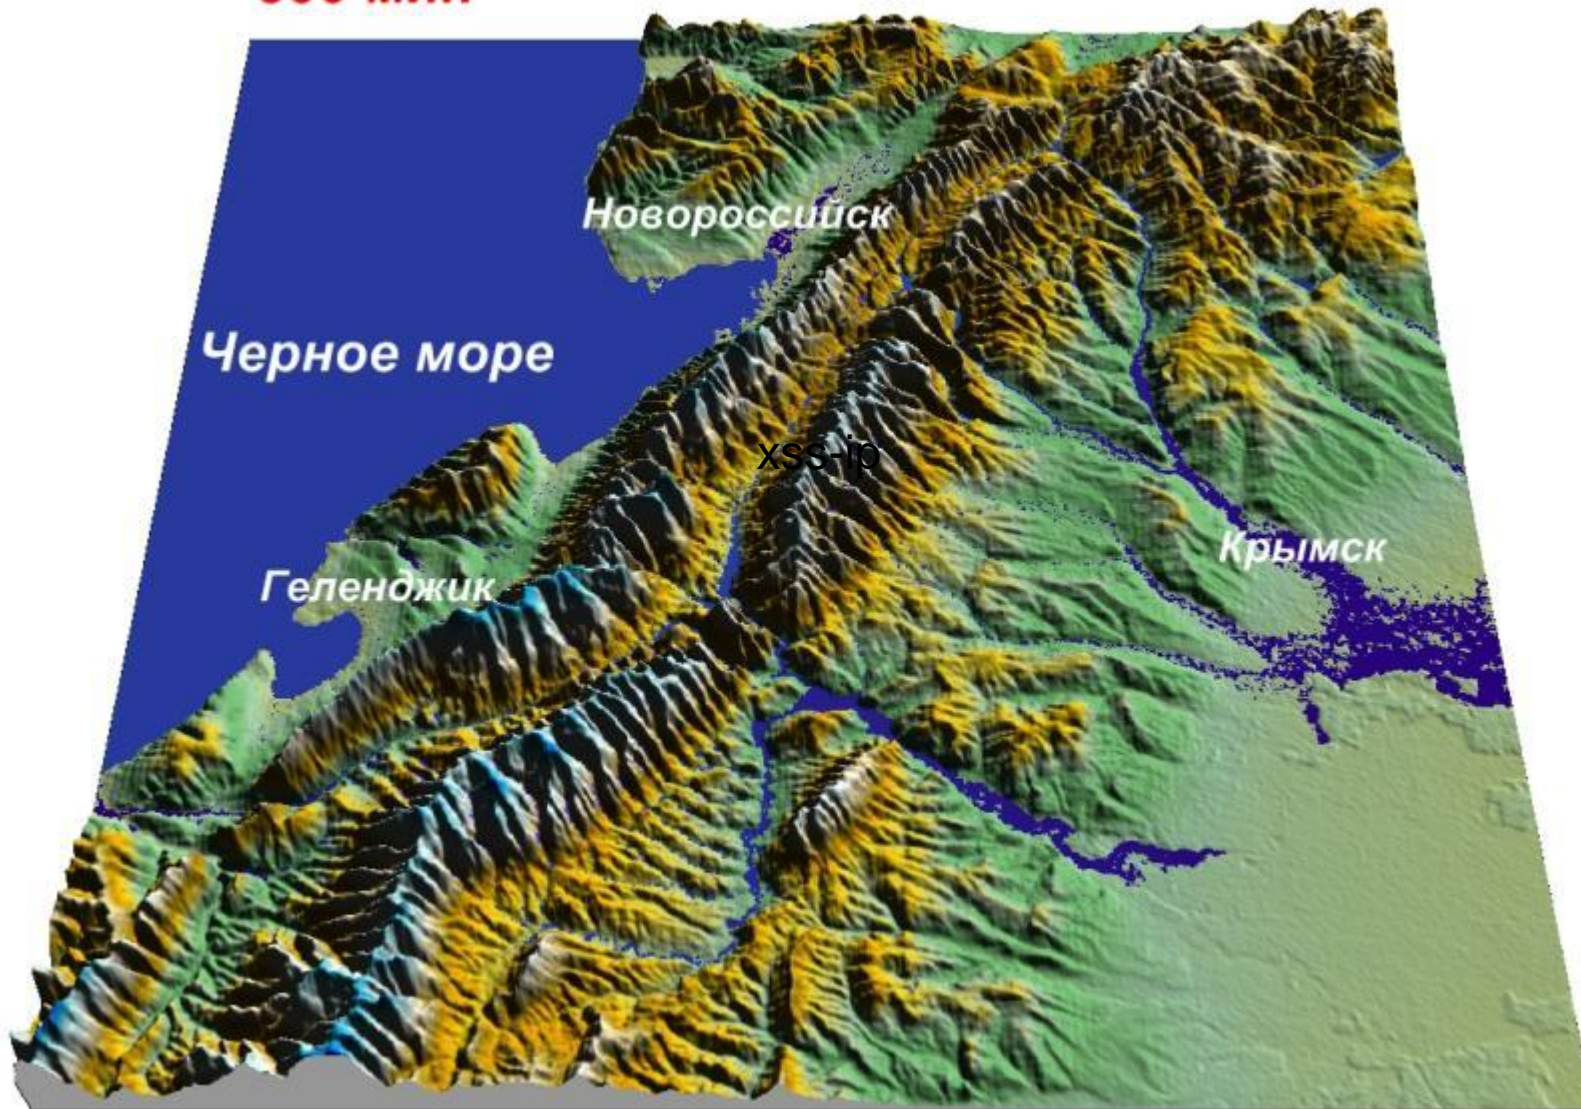 Новороссийск
Черное море
xss-ip
Крымск
Геленджик